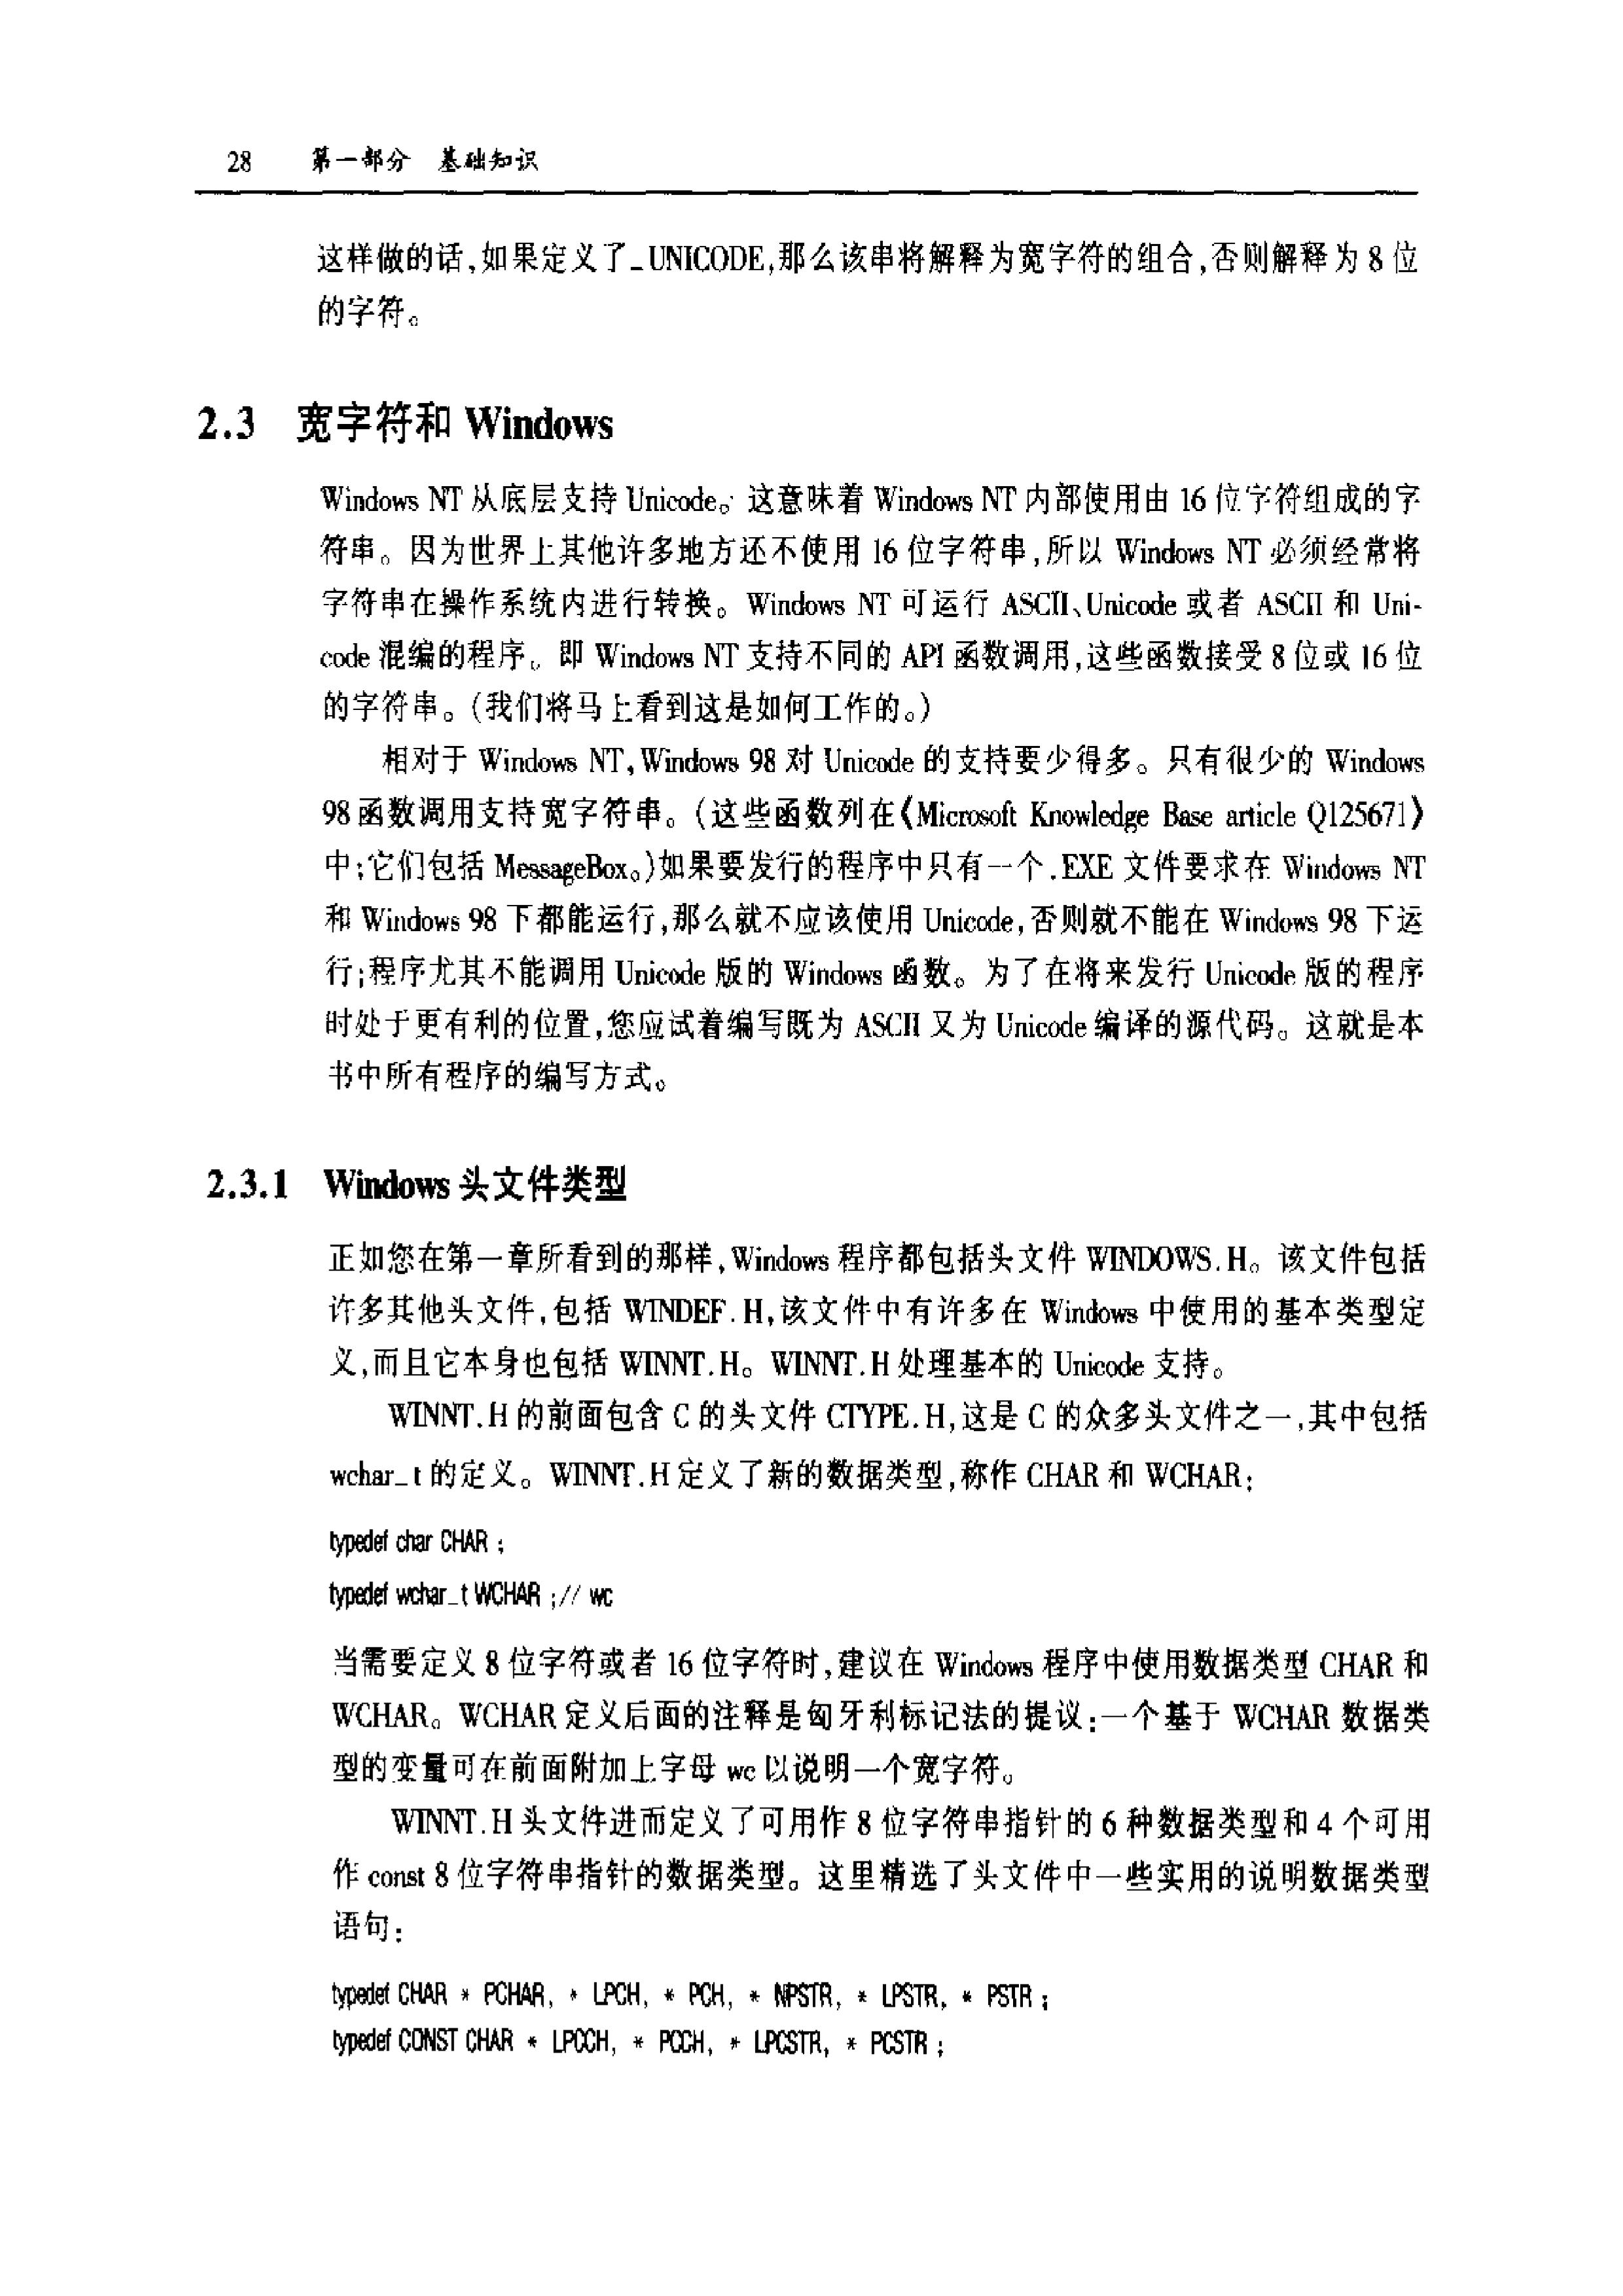 28 第一部分 基础知识
这样做的话,如果定义了_UNICODE,那么该串将解释为宽字符的组合,否则解释为 8 位
的字符。
2.3 宽字符和 Windows
Windows NT 从底层支持 Unicode。这意味着 Windows NT 内部使用由 16 位字符组成的字
符串。因为世界上其他许多地方还不使用 16 位字符串,所以 Windows NT 必须经常将
字符串在操作系统内进行转换。Windows NT 可运行 ASCII、Unicode 或者 ASCII 和 Uni-
code 混编的程序。即 Windows NT 支持不同的 API 函数调用,这些函数接受 8 位或 16 位
的字符串。(我们将马上看到这是如何工作的。)
相对于 Windows NT,Windows 98 对 Unicode 的支持要少得多。只有很少的 Windows
98 函数调用支持宽字符串。(这些函数列在《Microsoft Knowledge Base article Q125671》
中;它们包括 MessageBox。)如果要发行的程序中只有一个.EXE 文件要求在 Windows NT
和 Windows 98 下都能运行,那么就不应该使用 Unicode,否则就不能在 Windows 98 下运
行;程序尤其不能调用 Unicode 版的 Windows 函数。为了在将来发行 Unicode 版的程序
时处于更有利的位置,您应试着编写既为 ASCII 又为 Unicode 编译的源代码。这就是本
书中所有程序的编写方式。
2.3.1 Windows 头文件类型
正如您在第一章所看到的那样,Windows 程序都包括头文件 WINDOWS.H。该文件包括
许多其他头文件,包括 WINDEF.H,该文件中有许多在 Windows 中使用的基本类型定
义,而且它本身也包括 WINNT.H。WINNT.H 处理基本的 Unicode 支持。
WINNT.H 的前面包含 C 的头文件 CTYPE.H,这是 C 的众多头文件之一,其中包括
wchar_t 的定义。WINNT.H 定义了新的数据类型,称作 CHAR 和 WCHAR:
typedef char CHAR ;
typedef wchar_t WCHAR ;// wc
当需要定义 8 位字符或者 16 位字符时,建议在 Windows 程序中使用数据类型 CHAR 和
WCHAR。WCHAR 定义后面的注释是匈牙利标记法的提议:一个基于 WCHAR 数据类
型的变量可在前面附加上字母 wc 以说明一个宽字符。
WINNT.H 头文件进而定义了可用作 8 位字符串指针的 6 种数据类型和 4 个可用
作 const 8 位字符串指针的数据类型。这里精选了头文件中一些实用的说明数据类型
语句:
typedef CHAR * PCHAR, * LPCH, * PCH, * NPSTR, * LPSTR, * PSTR ;
typedef CONST CHAR * LPCCH, * PCCH, * LPCSTR, * PCSTR ;